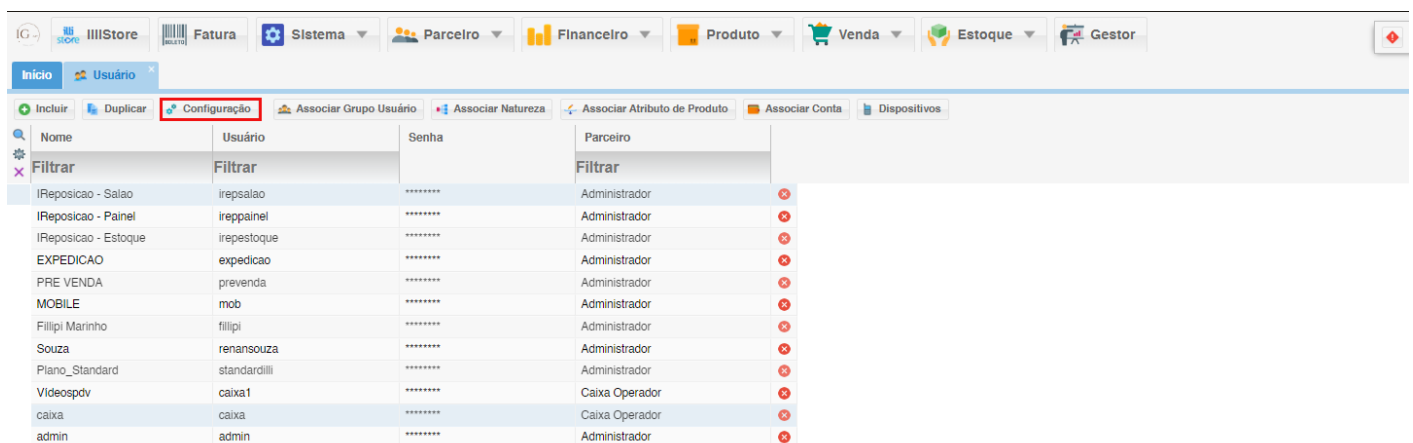 IG illi store IIIIStore BOLETO Fatura Sistema Parceiro Financeiro Produto Venda Estoque Gestor
Início Usuário ×
Incluir Duplicar Configuração Associar Grupo Usuário Associar Natureza Associar Atributo de Produto Associar Conta Dispositivos
Nome Usuário Senha Parceiro
Filtrar Filtrar Filtrar
IReposicao - Salao irepsalao ******** Administrador
IReposicao - Painel ireppainel ******** Administrador
IReposicao - Estoque irepestoque ******** Administrador
EXPEDICAO expedicao ******** Administrador
PRE VENDA prevenda ******** Administrador
MOBILE mob ******** Administrador
Fillipi Marinho fillipi ******** Administrador
Souza renansouza ******** Administrador
Plano_Standard standardilli ******** Administrador
Videospdv caixa1 ******** Caixa Operador
caixa caixa ******** Caixa Operador
admin admin ******** Administrador